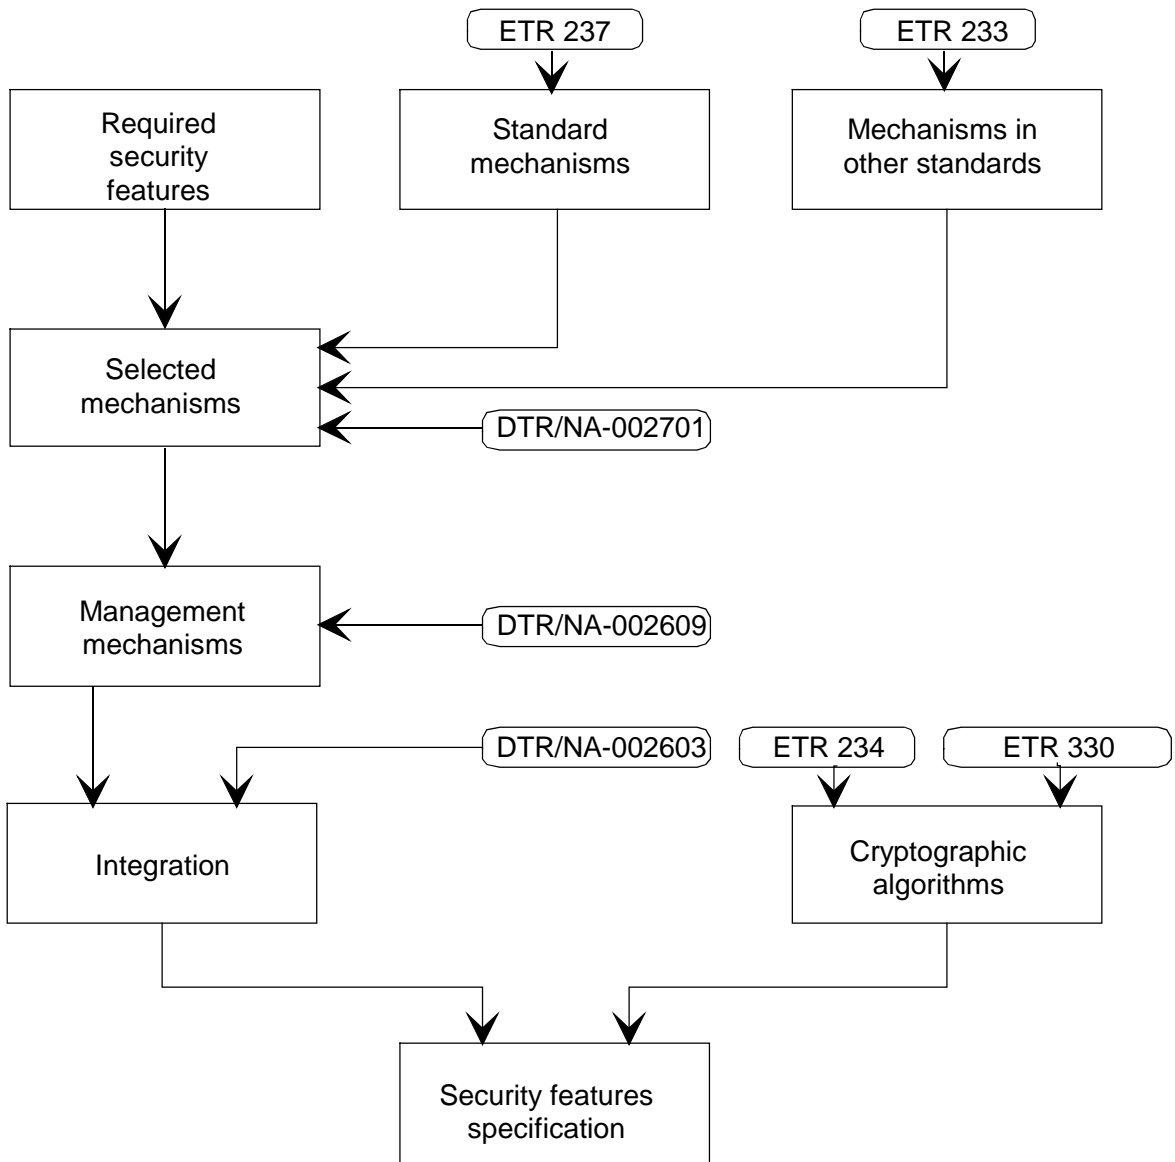 ETR 237
ETR 233
Required
security
features
Standard
mechanisms
Mechanisms in
other standards
Selected
mechanisms
DTR/NA-002701
Management
mechanisms
DTR/NA-002609
DTR/NA-002603
ETR 234
ETR 330
Integration
Cryptographic
algorithms
Security features
specification